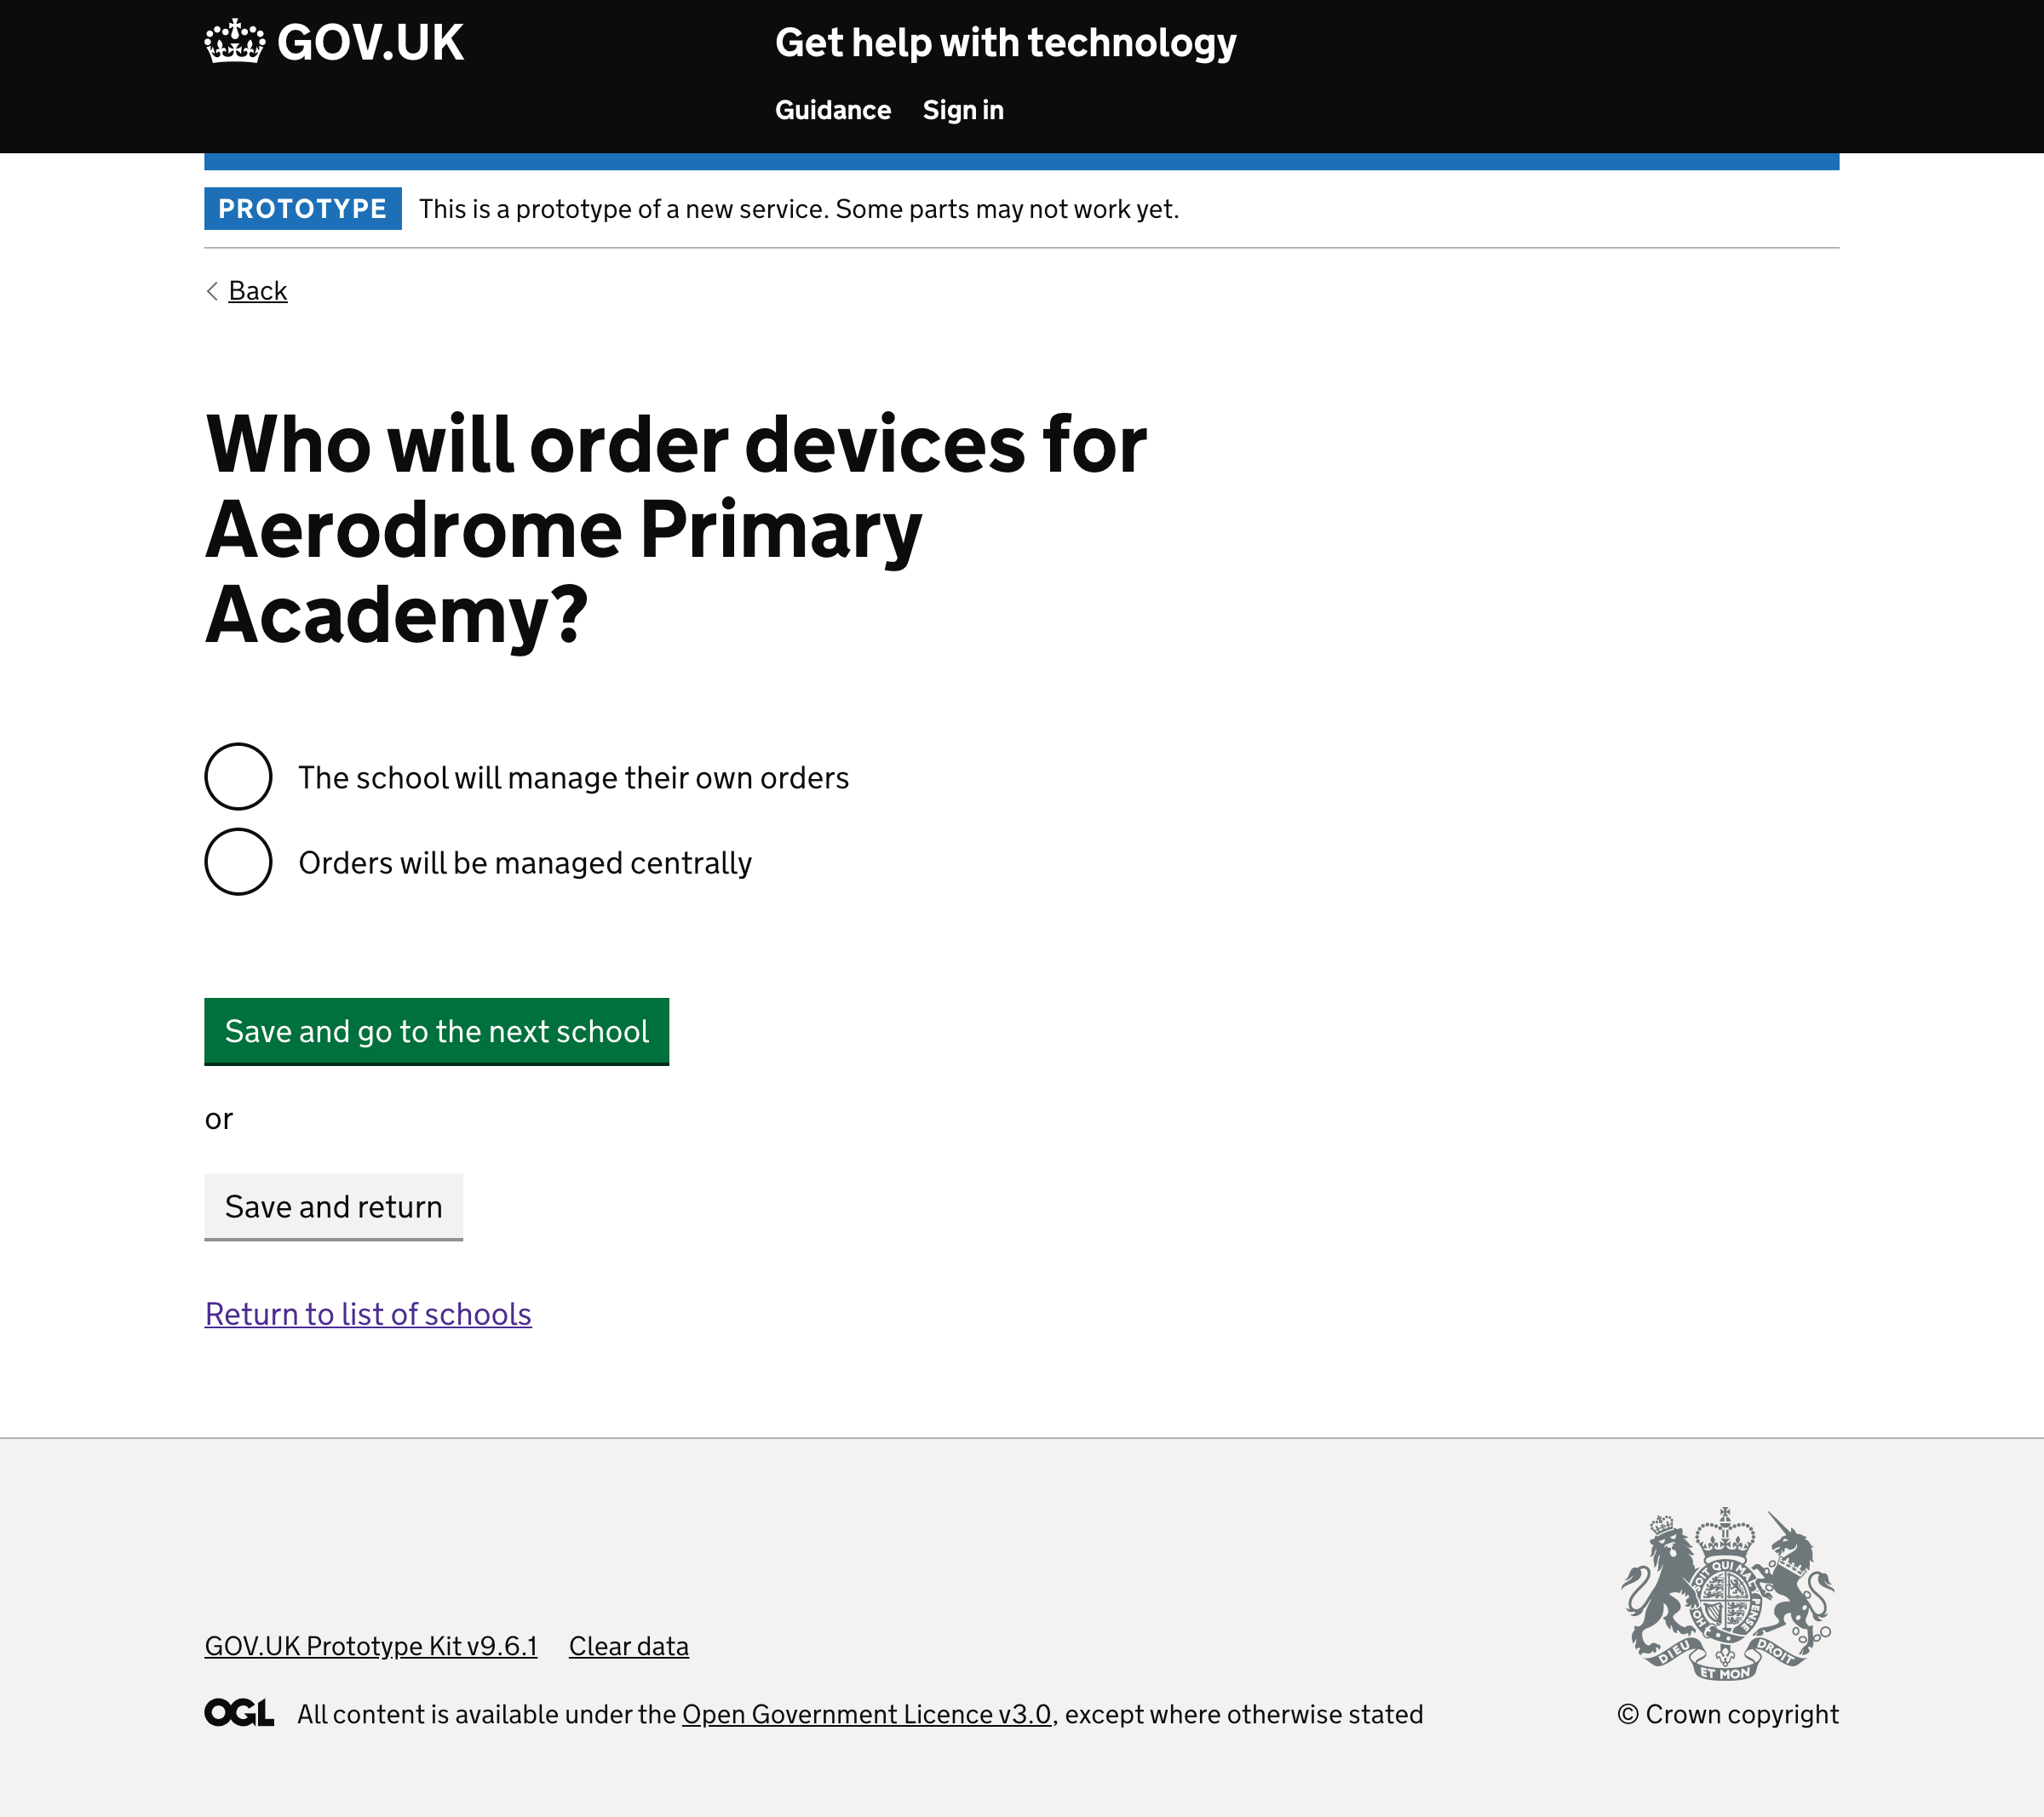 GOV.UK
Get help with technology
Guidance Sign in
PROTOTYPE This is a prototype of a new service. Some parts may not work yet.
Back
Who will order devices for
Aerodrome Primary
Academy?
The school will manage their own orders
Orders will be managed centrally
Save and go to the next school
or
Save and return
Return to list of schools
SOIT QUI MAL Y PENSE
HON
DIEU ET MON DROIT
GOV.UK Prototype Kit v9.6.1 Clear data
OGL All content is available under the Open Government Licence v3.0, except where otherwise stated
© Crown copyright